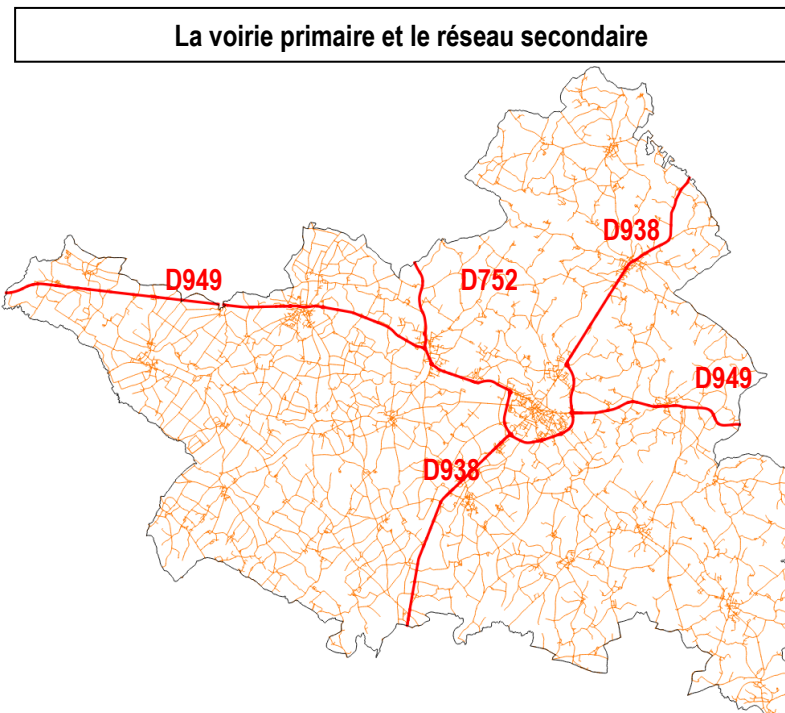 La voirie primaire et le réseau secondaire
D938
D949
D752
D949
D938